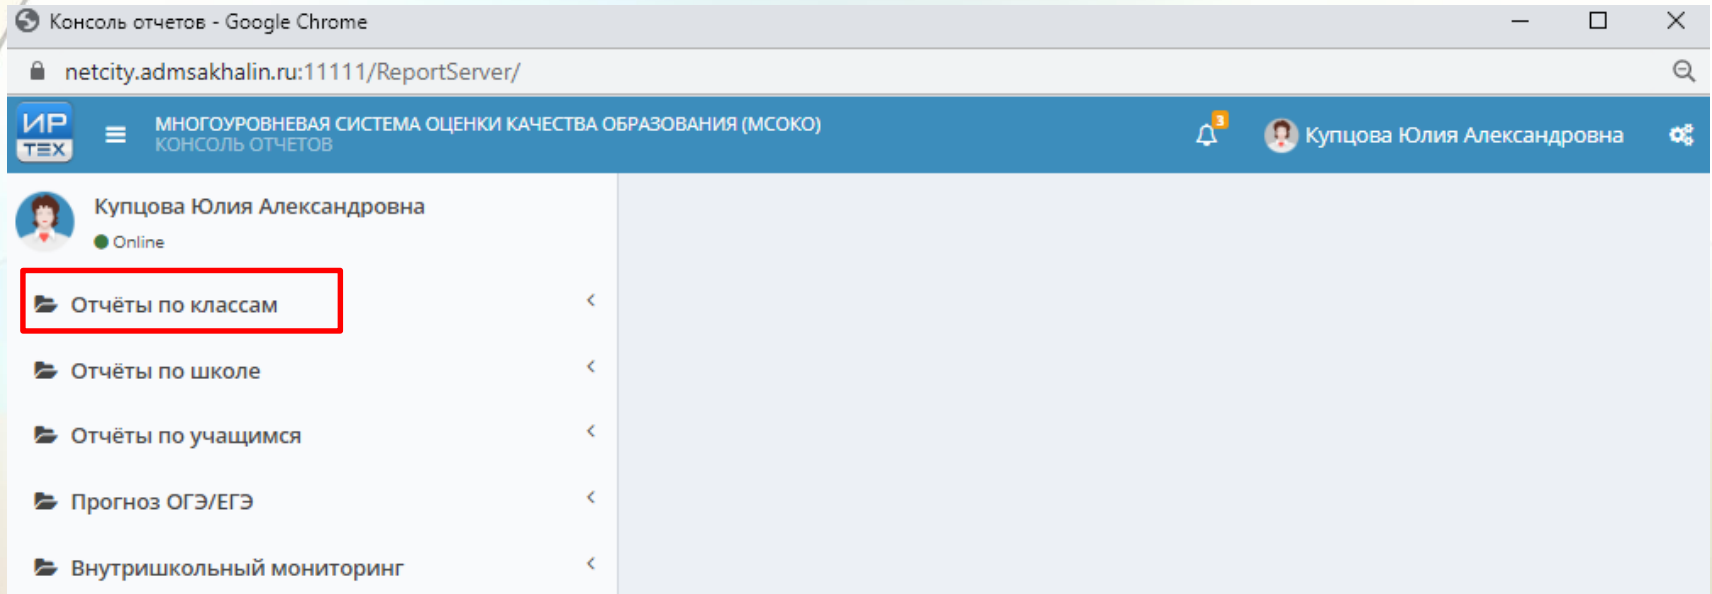 Консоль отчетов - Google Chrome
netcity.admsakhalin.ru:11111/ReportServer/
ИР
ТЕХ
МНОГОУРОВНЕВАЯ СИСТЕМА ОЦЕНКИ КАЧЕСТВА ОБРАЗОВАНИЯ (МСОКО)
КОНСОЛЬ ОТЧЕТОВ
3
Купцова Юлия Александровна
Купцова Юлия Александровна
Online
Отчёты по классам
Отчёты по школе
Отчёты по учащимся
Прогноз ОГЭ/ЕГЭ
Внутришкольный мониторинг